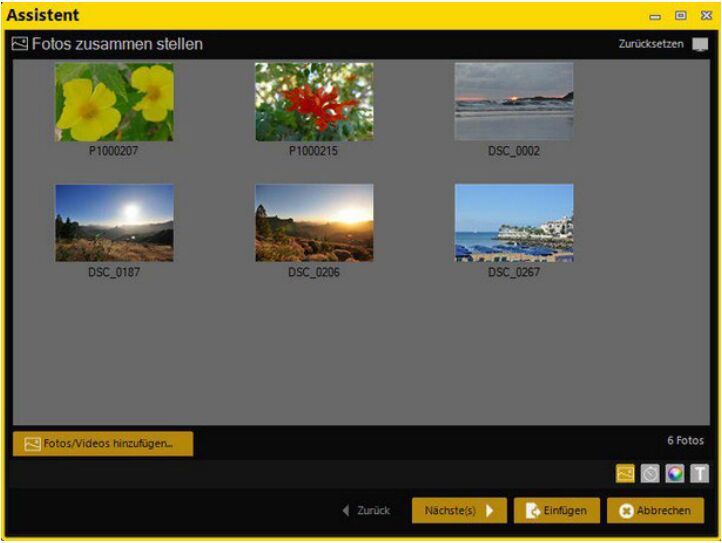 Assistent
Fotos zusammen stellen
Zurücksetzen
P1000207
P1000215
DSC_0002
DSC_0187
DSC_0206
DSC_0267
Fotos/Videos hinzufügen...
6 Fotos
T
Zurück
Nächste(s)
Einfügen
Abbrechen